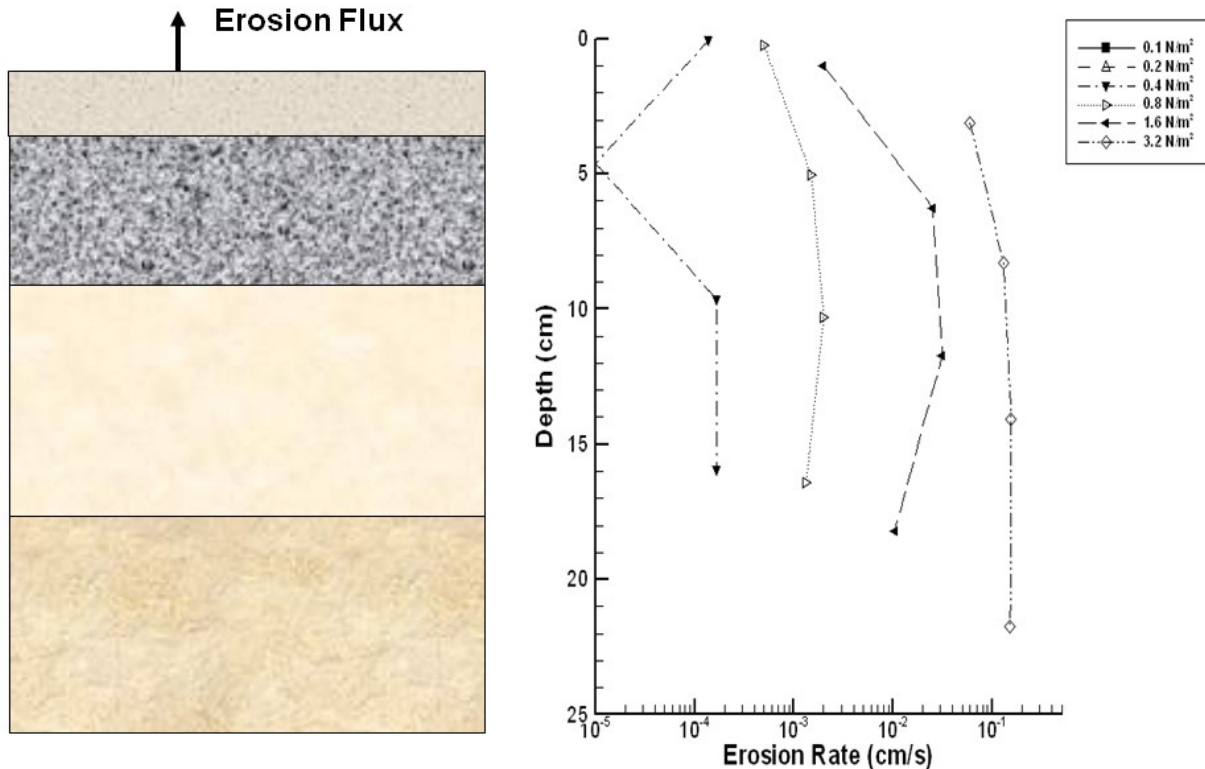 Erosion Flux
0
5
10
15
20
25
Depth (cm)
10⁻⁵
10⁻⁴
10⁻³
10⁻²
10⁻¹
Erosion Rate (cm/s)
0.1 N/m²
0.2 N/m²
0.4 N/m²
0.8 N/m²
1.6 N/m²
3.2 N/m²